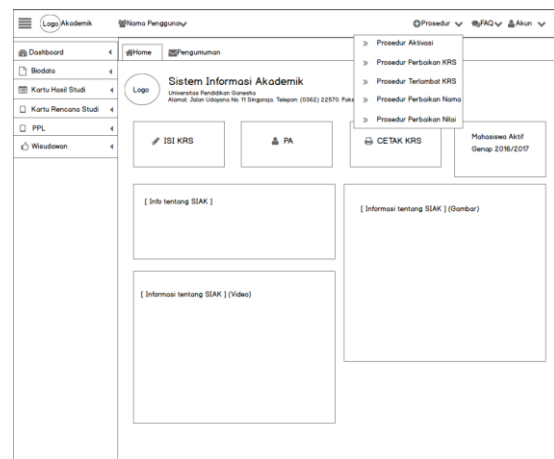 Logo Akademik
Nama Pengguna
Prosedur
FAQ
Akun
Dashboard
Biodata
Kartu Hasil Studi
Kartu Rencana Studi
PPL
Wisudawan
Home
Pengumuman
Prosedur Aktivasi
Prosedur Perbaikan KRS
Prosedur Terlambat KRS
Prosedur Perbaikan Nama
Prosedur Perbaikan Nilai
Logo
Sistem Informasi Akademik
Universitas Pendidikan Ganesha
Alamat: Jalan Udayana No. 11 Singaraja. Telepon: (0362) 22570. Faks
ISI KRS
PA
CETAK KRS
Mahasiswa Aktif
Genap 2016/2017
[ Info tentang SIAK ]
[ Informasi tentang SIAK ] (Gambar)
[ Informasi tentang SIAK ] (Video)